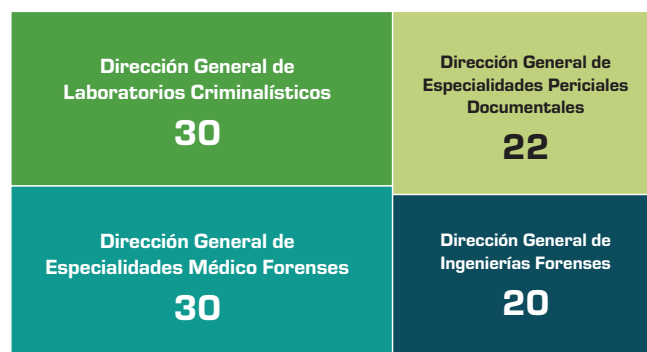 Dirección General de
Laboratorios Criminalísticos
30
Dirección General de
Especialidades Periciales
Documentales
22
Dirección General de
Especialidades Médico Forenses
30
Dirección General de
Ingenierías Forenses
20